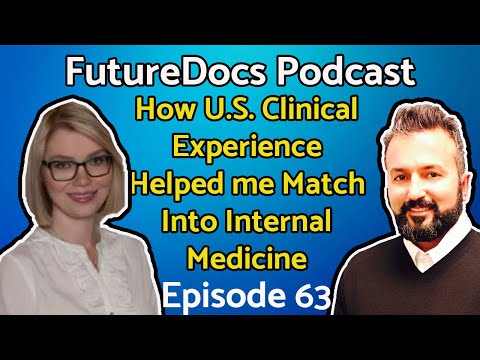 FutureDocs Podcast
How U.S. Clinical
Experience
Helped me Match
Into Internal
Medicine
Episode 63